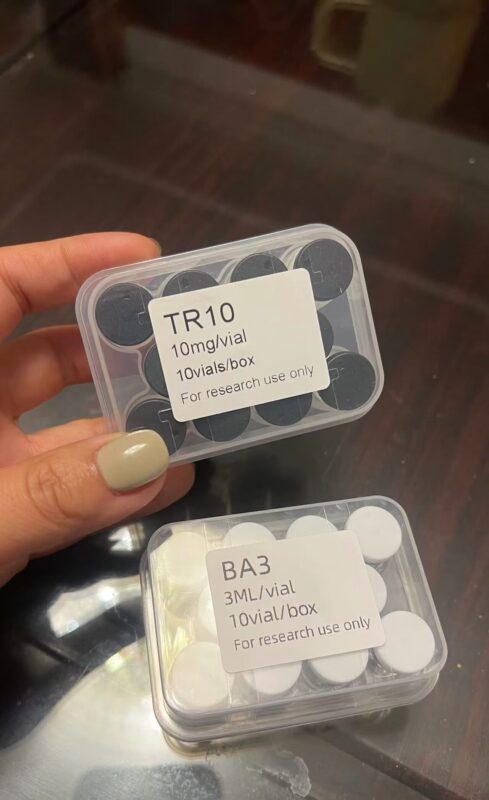 TR10
10mg/vial
10vials/box
For research use only
BA3
3ML/vial
10vial/box
For research use only